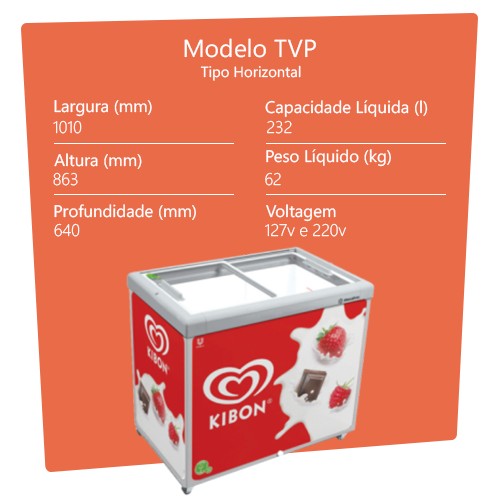 Modelo TVP
Tipo Horizontal
Largura (mm)
1010
Capacidade Líquida (l)
232
Altura (mm)
863
Peso Líquido (kg)
62
Profundidade (mm)
640
Voltagem
127v e 220v
KIBON
KIBON®